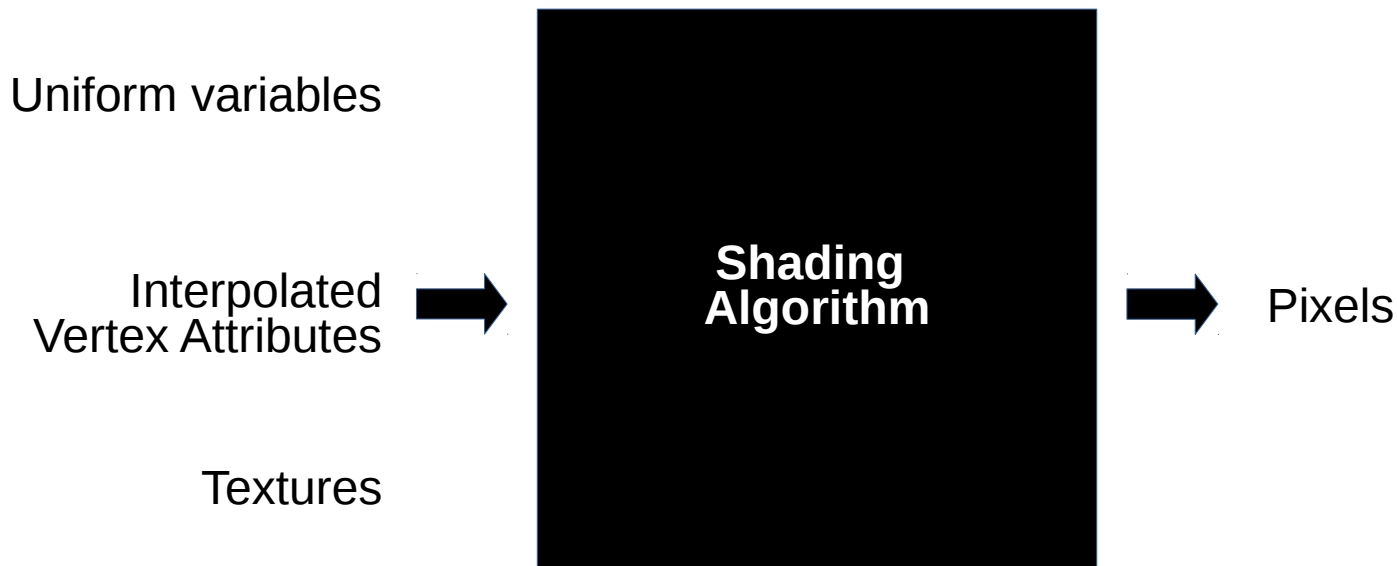 Uniform variables
Interpolated
Vertex Attributes
Textures
Shading
Algorithm
Pixels